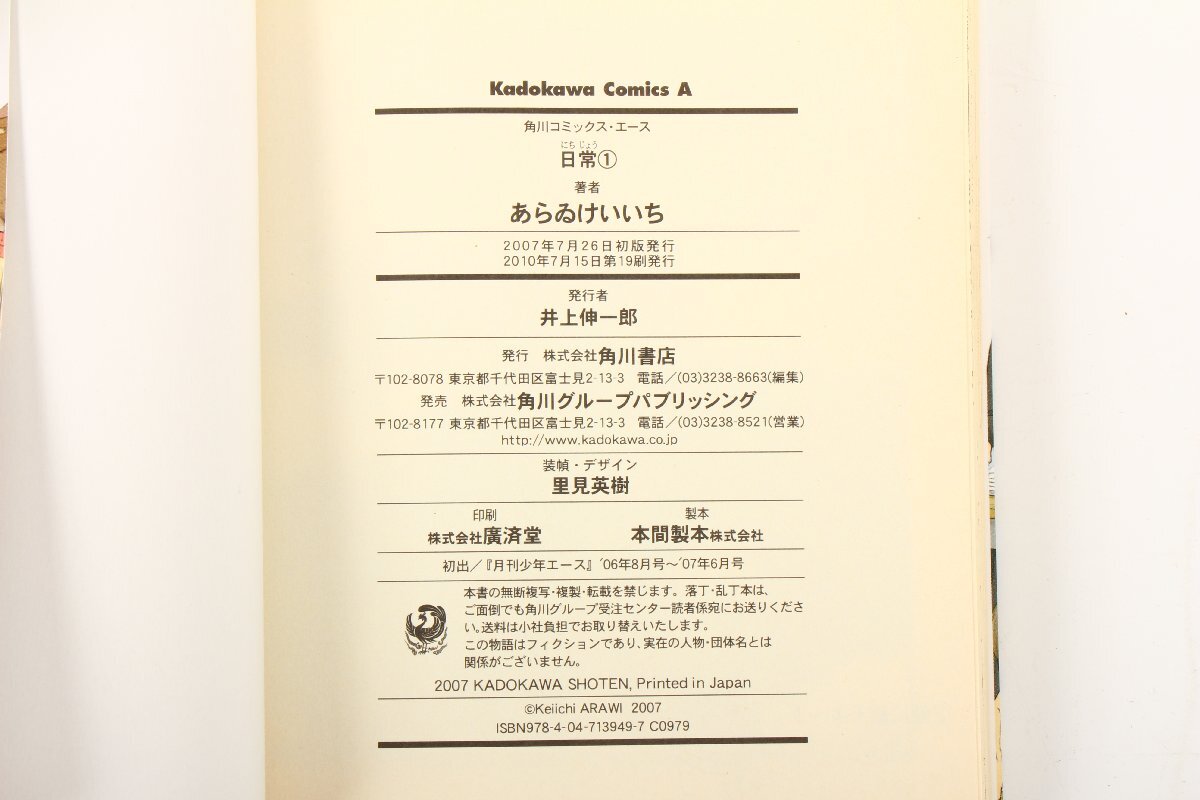 Kadokawa Comics A
角川コミックス・エース
にちじょう
日常①
著者
あらゐけいいち
2007年7月26日初版発行
2010年7月15日第19刷発行
発行者
井上伸一郎
発行 株式会社角川書店
〒102-8078 東京都千代田区富士見2-13-3 電話／(03)3238-8663(編集)
発売 株式会社角川グループパブリッシング
〒102-8177 東京都千代田区富士見2-13-3 電話／(03)3238-8521(営業)
http://www.kadokawa.co.jp
装幀・デザイン
里見英樹
印刷
株式会社廣済堂
製本
本間製本株式会社
初出／『月刊少年エース』'06年8月号〜'07年6月号
本書の無断複写・複製・転載を禁じます。落丁・乱丁本は、
ご面倒でも角川グループ受注センター読者係宛にお送りくださ
い。送料は小社負担でお取り替えいたします。
この物語はフィクションであり、実在の人物・団体名とは
関係がございません。
2007 KADOKAWA SHOTEN, Printed in Japan
©Keiichi ARAWI 2007
ISBN978-4-04-713949-7 C0979